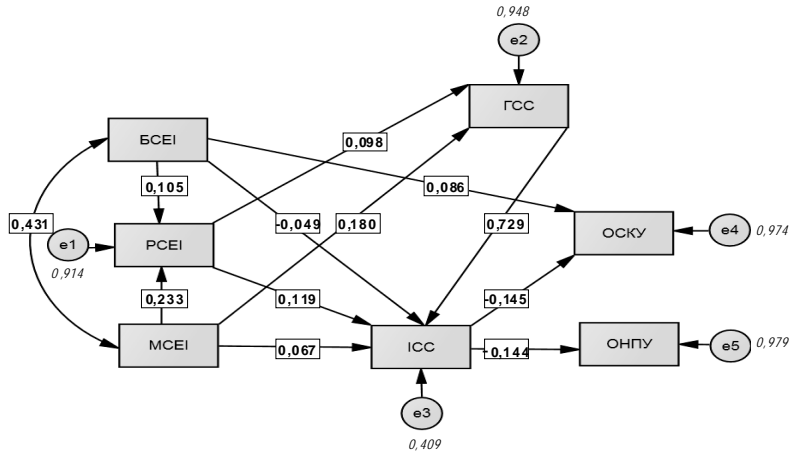 0,948
e2
ГСС
БСЕІ
0,098
0,105
0,086
0,431
e1
РСЕІ
-0,049
0,180
0,729
ОСКУ
e4
0,974
0,914
0,233
0,119
-0,145
МСЕІ
0,067
ІСС
-0,144
ОНПУ
e5
0,979
e3
0,409